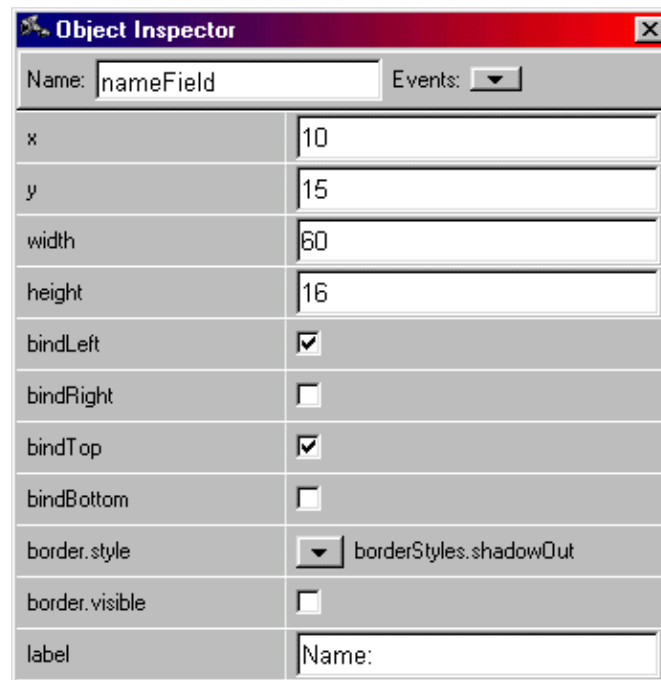 Object Inspector
Name: nameField Events:
x 10
y 15
width 60
height 16
bindLeft
bindRight
bindTop
bindBottom
border.style borderStyles.shadowOut
border.visible
label Name: